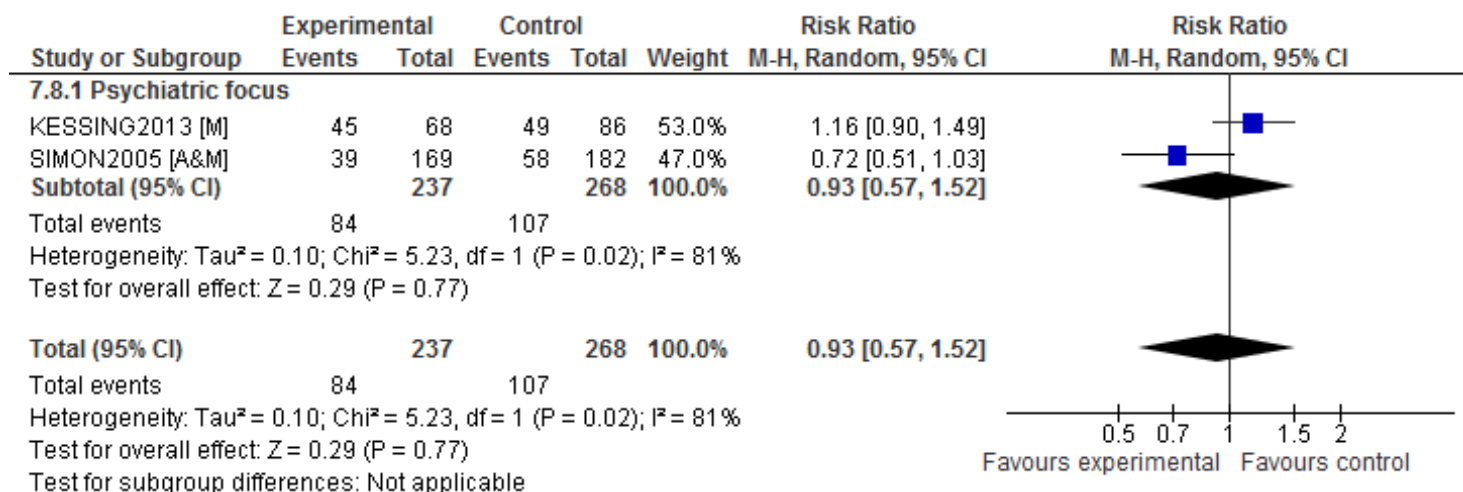 Experimental Control Risk Ratio Risk Ratio
Study or Subgroup Events Total Events Total Weight M-H, Random, 95% CI M-H, Random, 95% CI
7.8.1 Psychiatric focus
KESSING2013 [M] 45 68 49 86 53.0% 1.16 [0.90, 1.49]
SIMON2005 [A&M] 39 169 58 182 47.0% 0.72 [0.51, 1.03]
Subtotal (95% CI) 237 268 100.0% 0.93 [0.57, 1.52]
Total events 84 107
Heterogeneity: Tau² = 0.10; Chi² = 5.23, df = 1 (P = 0.02); I² = 81%
Test for overall effect: Z = 0.29 (P = 0.77)
Total (95% CI) 237 268 100.0% 0.93 [0.57, 1.52]
Total events 84 107
Heterogeneity: Tau² = 0.10; Chi² = 5.23, df = 1 (P = 0.02); I² = 81%
Test for overall effect: Z = 0.29 (P = 0.77)
Test for subgroup differences: Not applicable
0.5 0.7 1 1.5 2
Favours experimental Favours control